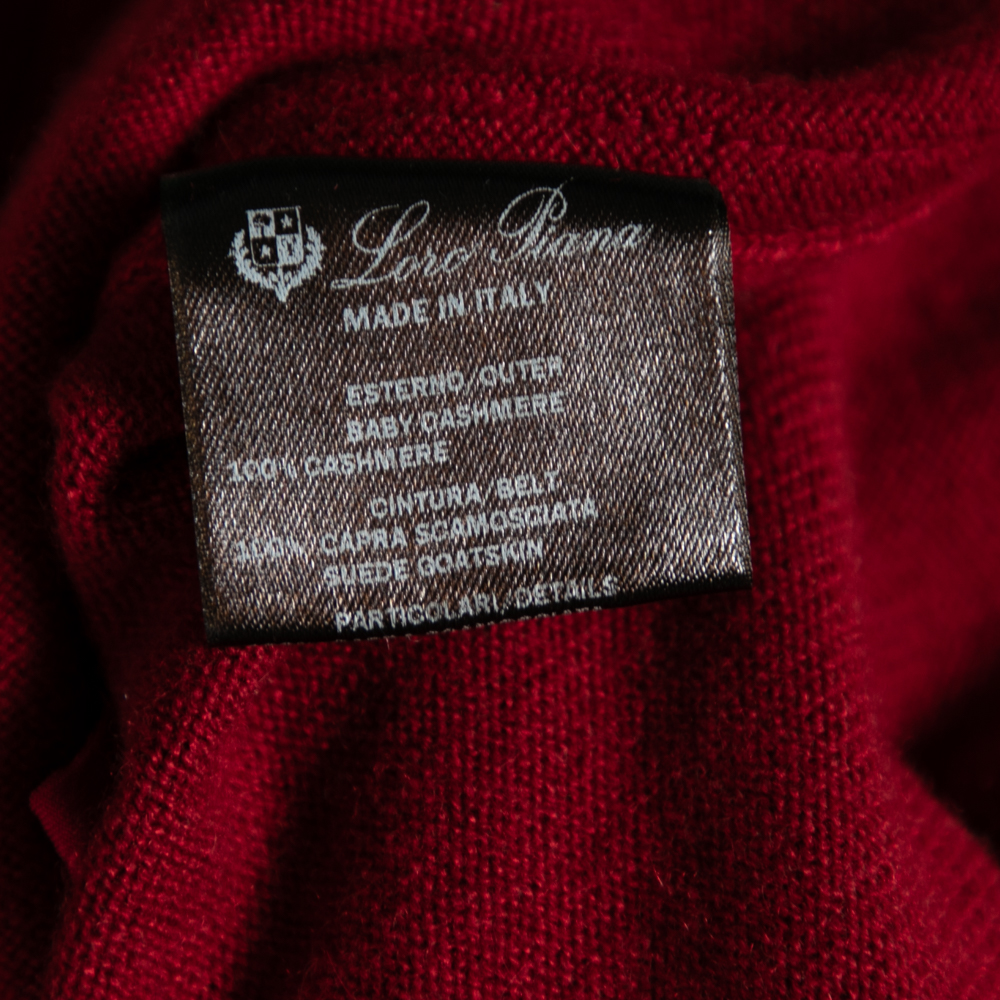 Loro Piana
MADE IN ITALY
ESTERNO/OUTER
BABY CASHMERE
100% CASHMERE
CINTURA/BELT
100% CAPRA SCAMOSCIATA
SUEDE GOATSKIN
PARTICOLARI/DETAILS